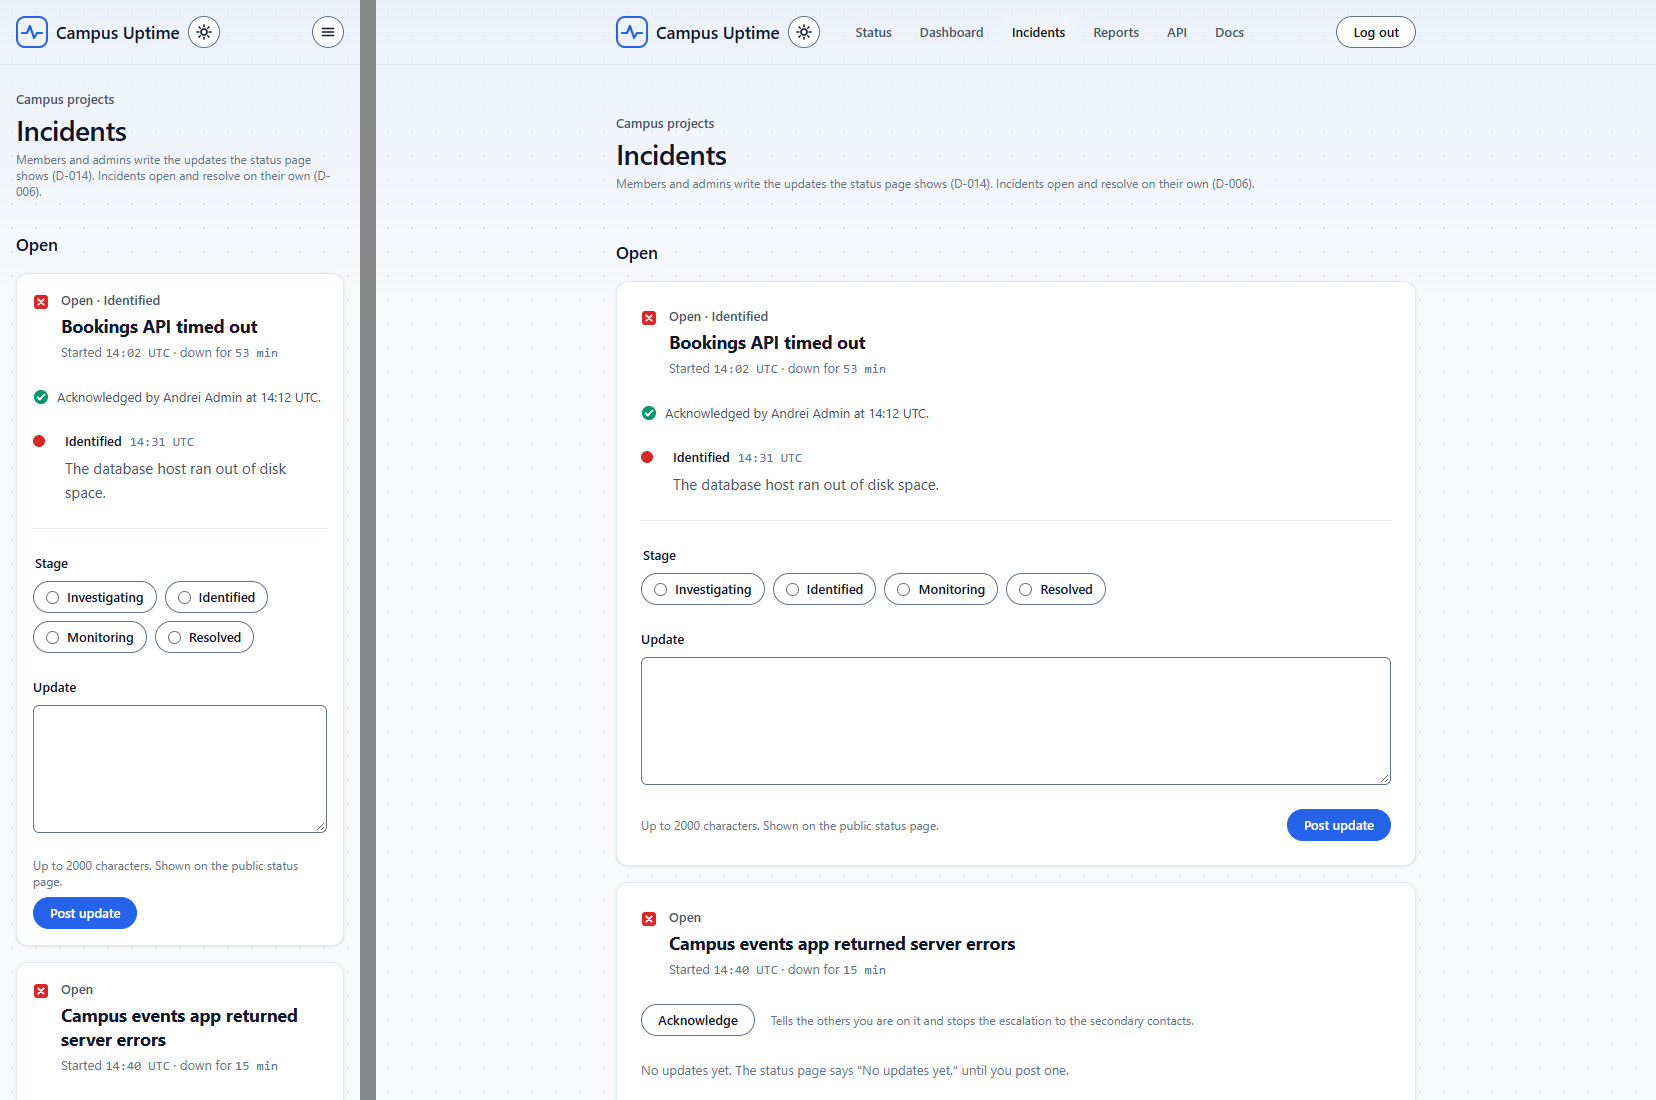 Campus Uptime
Campus projects
Incidents
Members and admins write the updates the status page
shows (D-014). Incidents open and resolve on their own (D-
006).
Open
Open · Identified
Bookings API timed out
Started 14:02 UTC · down for 53 min
Acknowledged by Andrei Admin at 14:12 UTC.
Identified 14:31 UTC
The database host ran out of disk
space.
Stage
Investigating Identified
Monitoring Resolved
Update
Up to 2000 characters. Shown on the public status
page.
Post update
Open
Campus events app returned
server errors
Started 14:40 UTC · down for 15 min
Campus Uptime Status Dashboard Incidents Reports API Docs Log out
Campus projects
Incidents
Members and admins write the updates the status page shows (D-014). Incidents open and resolve on their own (D-006).
Open
Open · Identified
Bookings API timed out
Started 14:02 UTC · down for 53 min
Acknowledged by Andrei Admin at 14:12 UTC.
Identified 14:31 UTC
The database host ran out of disk space.
Stage
Investigating Identified Monitoring Resolved
Update
Up to 2000 characters. Shown on the public status page. Post update
Open
Campus events app returned server errors
Started 14:40 UTC · down for 15 min
Acknowledge Tells the others you are on it and stops the escalation to the secondary contacts.
No updates yet. The status page says "No updates yet." until you post one.